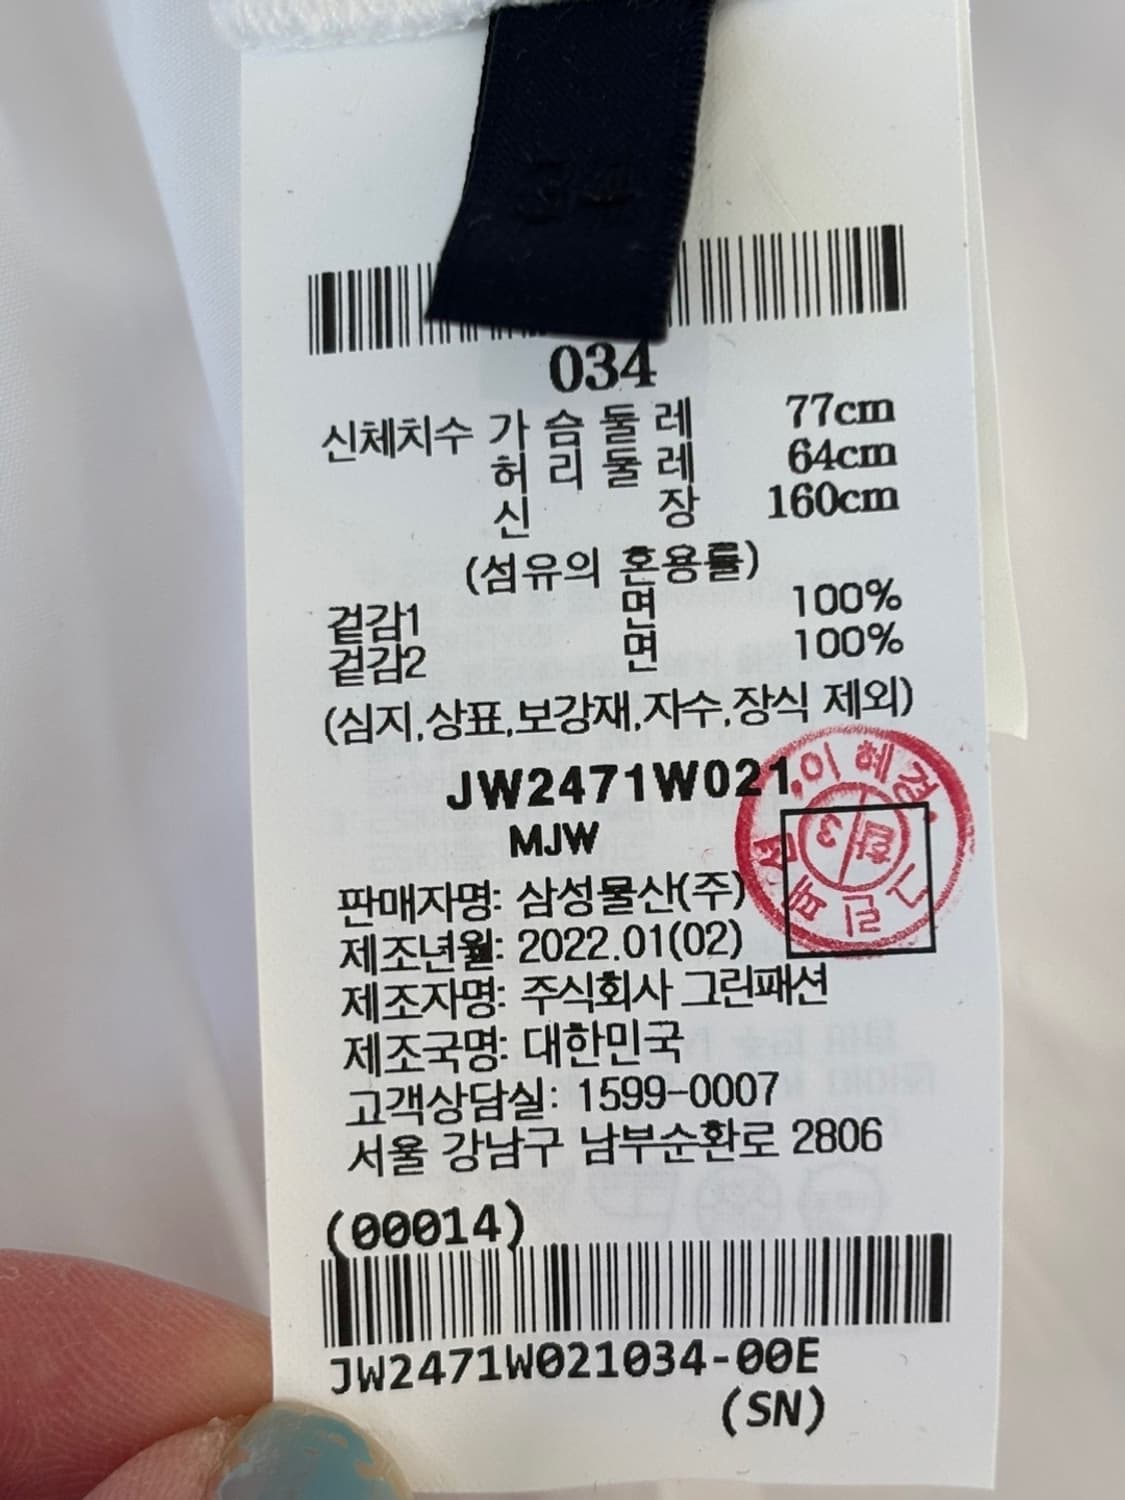 34
034
신체치수 가 슴 둘 레 77cm
허 리 둘 레 64cm
신 장 160cm
(섬유의 혼용률)
겉감1 면 100%
겉감2 면 100%
(심지,상표,보강재,자수,장식 제외)
JW2471W021
MJW
판매자명: 삼성물산(주)
제조년월: 2022.01(02)
제조자명: 주식회사 그린패션
제조국명: 대한민국
고객상담실: 1599-0007
서울 강남구 남부순환로 2806
이혜경
(00014)
JW2471W021034-00E
(SN)